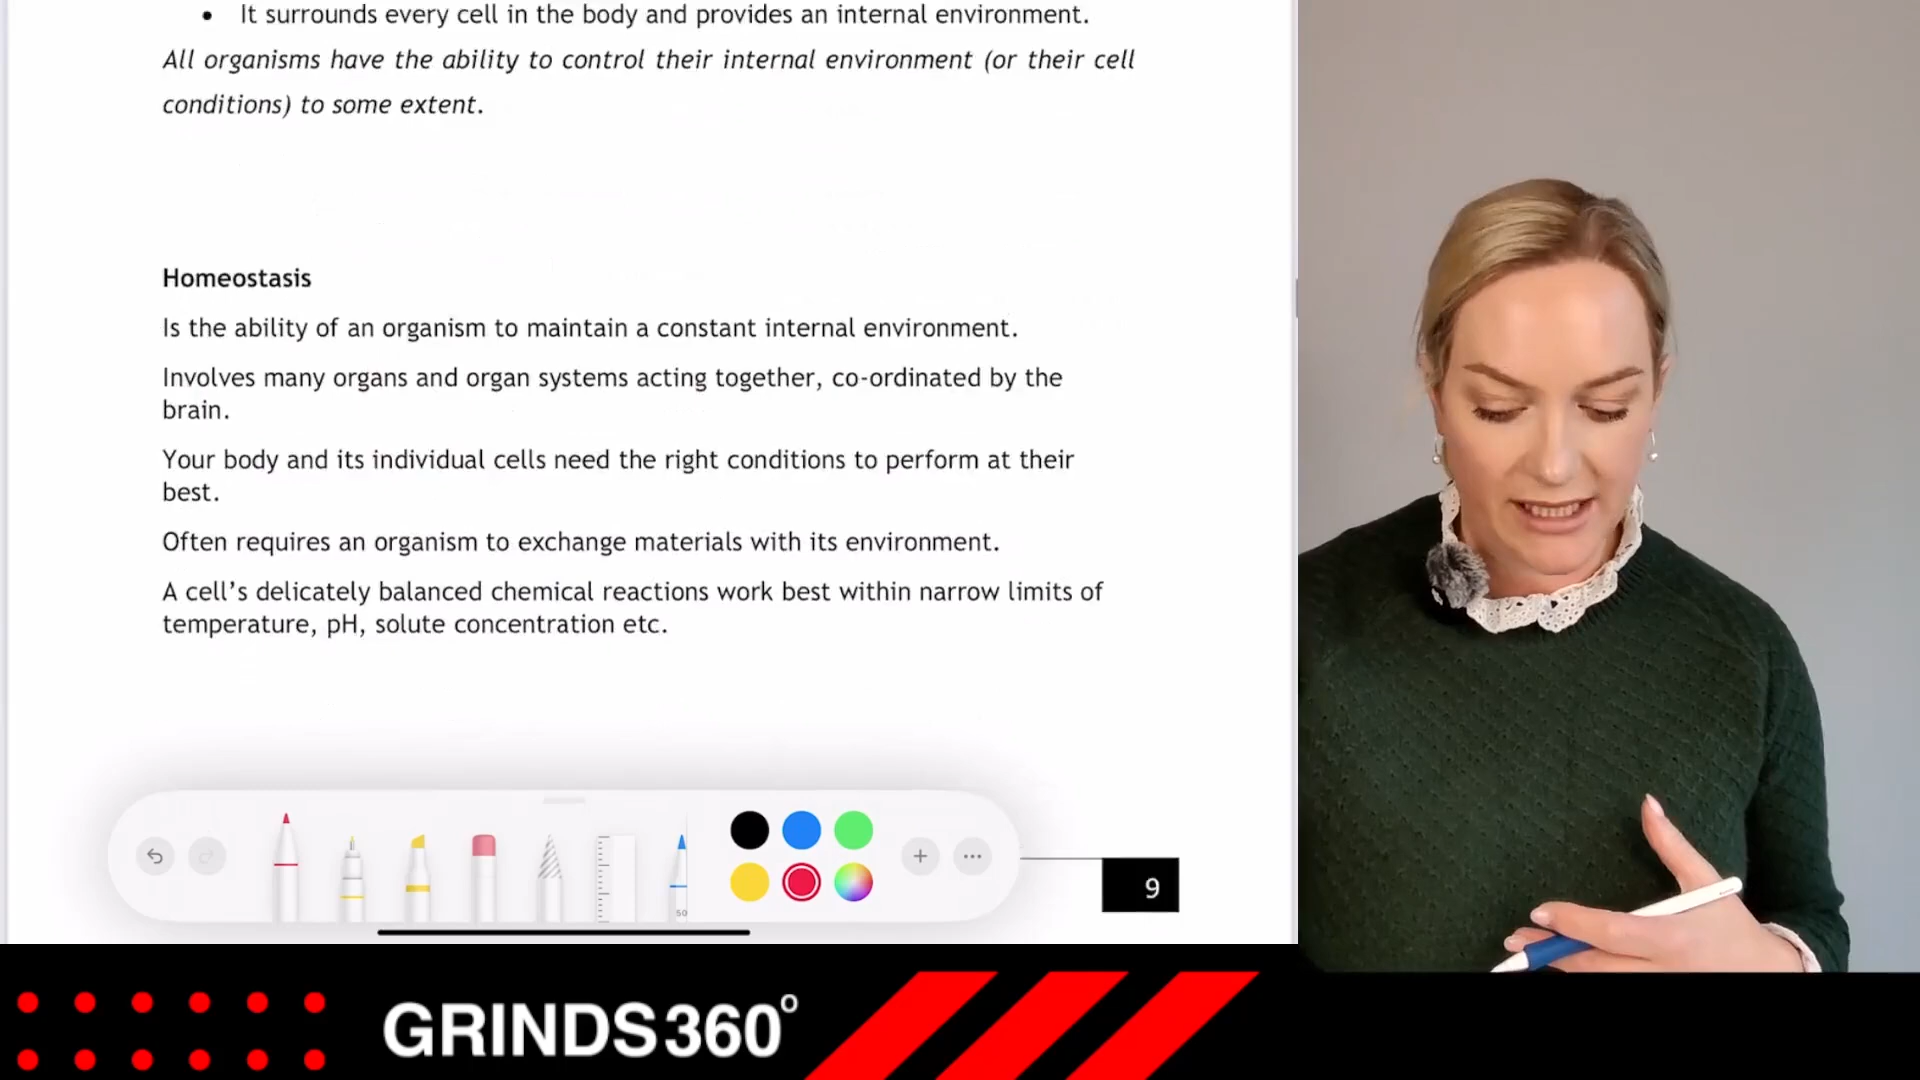 • It surrounds every cell in the body and provides an internal environment.
All organisms have the ability to control their internal environment (or their cell
conditions) to some extent.
Homeostasis
Is the ability of an organism to maintain a constant internal environment.
Involves many organs and organ systems acting together, co-ordinated by the
brain.
Your body and its individual cells need the right conditions to perform at their
best.
Often requires an organism to exchange materials with its environment.
A cell’s delicately balanced chemical reactions work best within narrow limits of
temperature, pH, solute concentration etc.
50
9
GRINDS360°